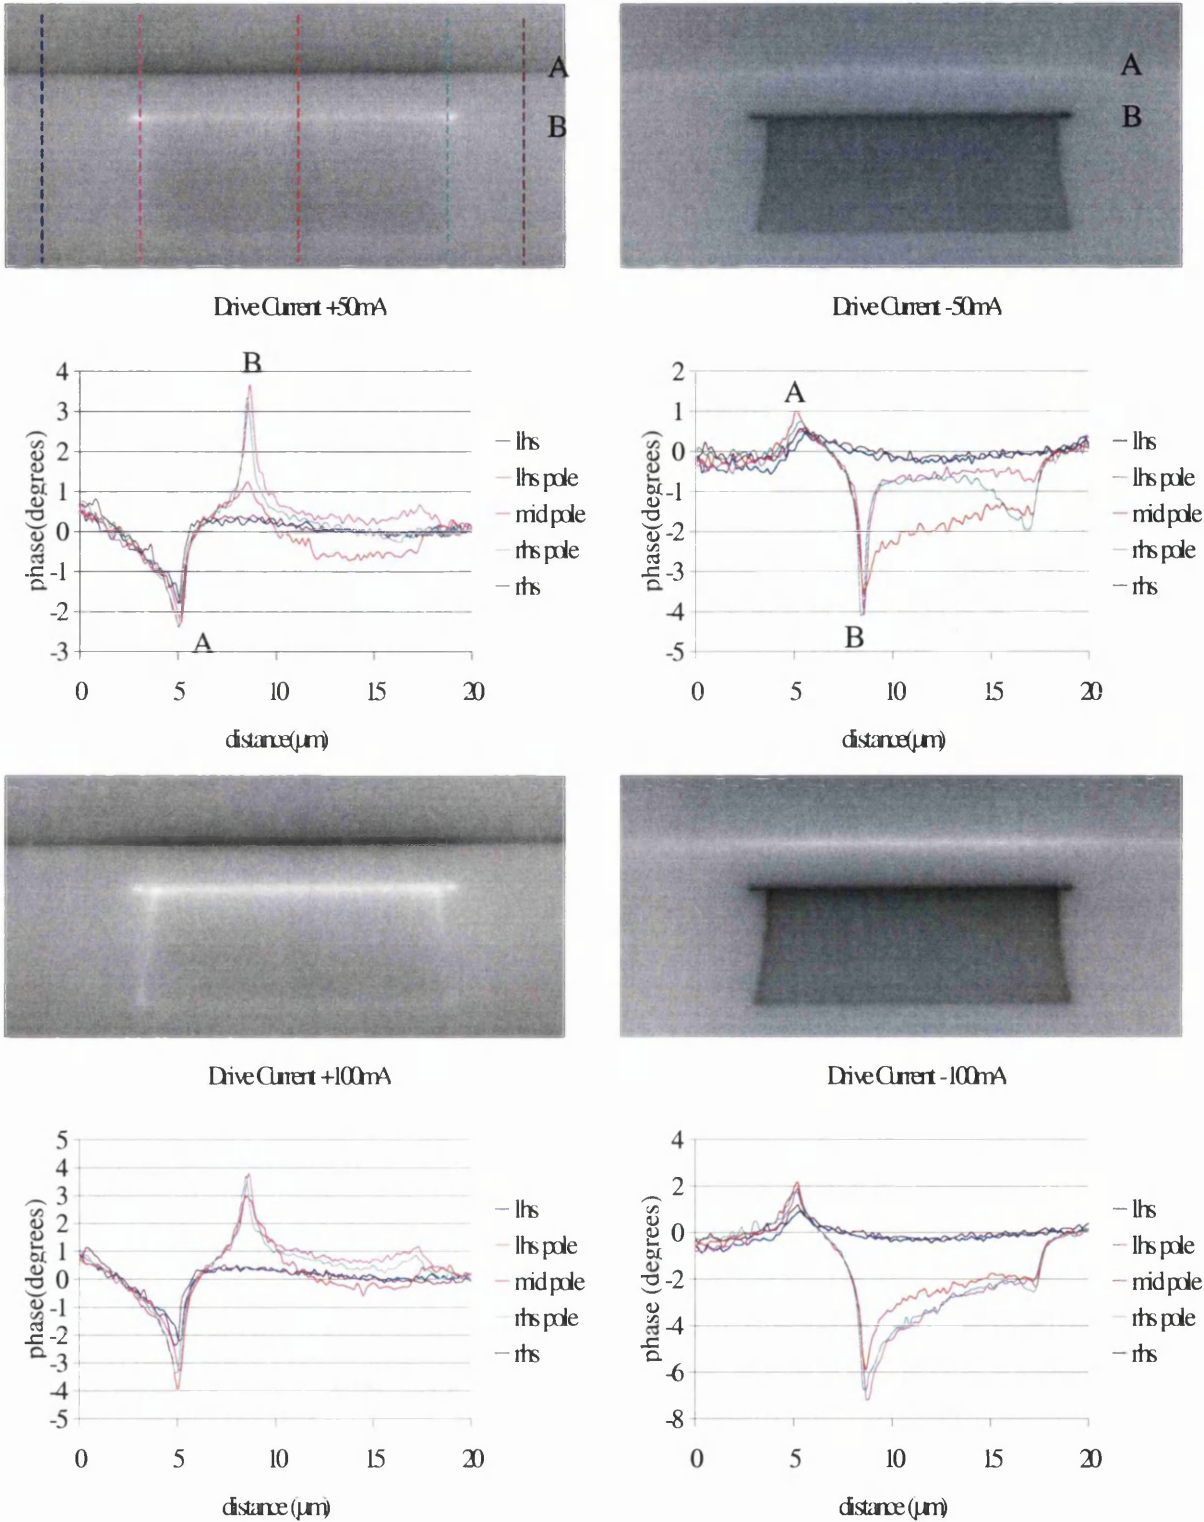 A
B
A
B
Drive Current +50mA
Drive Current -50mA
B
4
3
2
1
0
-1
-2
-3
phase(degrees)
A
0 5 10 15 20
distance(µm)
lhs
lhs pole
mid pole
rhs pole
rhs
A
2
1
0
-1
-2
-3
-4
-5
phase(degrees)
B
0 5 10 15 20
distance(µm)
lhs
lhs pole
mid pole
rhs pole
rhs
Drive Current +100mA
Drive Current -100mA
5
4
3
2
1
0
-1
-2
-3
-4
-5
phase(degrees)
0 5 10 15 20
distance (µm)
lhs
lhs pole
mid pole
rhs pole
rhs
4
2
0
-2
-4
-6
-8
phase (degrees)
0 5 10 15 20
distance (µm)
lhs
lhs pole
mid pole
rhs pole
rhs